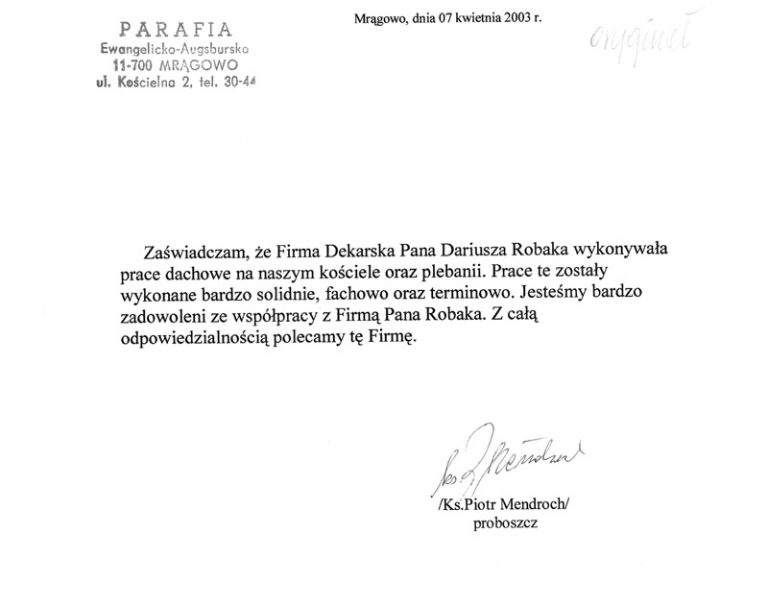 PARAFIA
Ewangelicko-Augsburska
11-700 MRĄGOWO
ul. Kościelna 2, tel. 30-44
Mrągowo, dnia 07 kwietnia 2003 r.
oryginał
Zaświadczam, że Firma Dekarska Pana Dariusza Robaka wykonywała
prace dachowe na naszym kościele oraz plebanii. Prace te zostały
wykonane bardzo solidnie, fachowo oraz terminowo. Jesteśmy bardzo
zadowoleni ze współpracy z Firmą Pana Robaka. Z całą
odpowiedzialnością polecamy tę Firmę.
ks. P. Mendroch
/Ks.Piotr Mendroch/
proboszcz